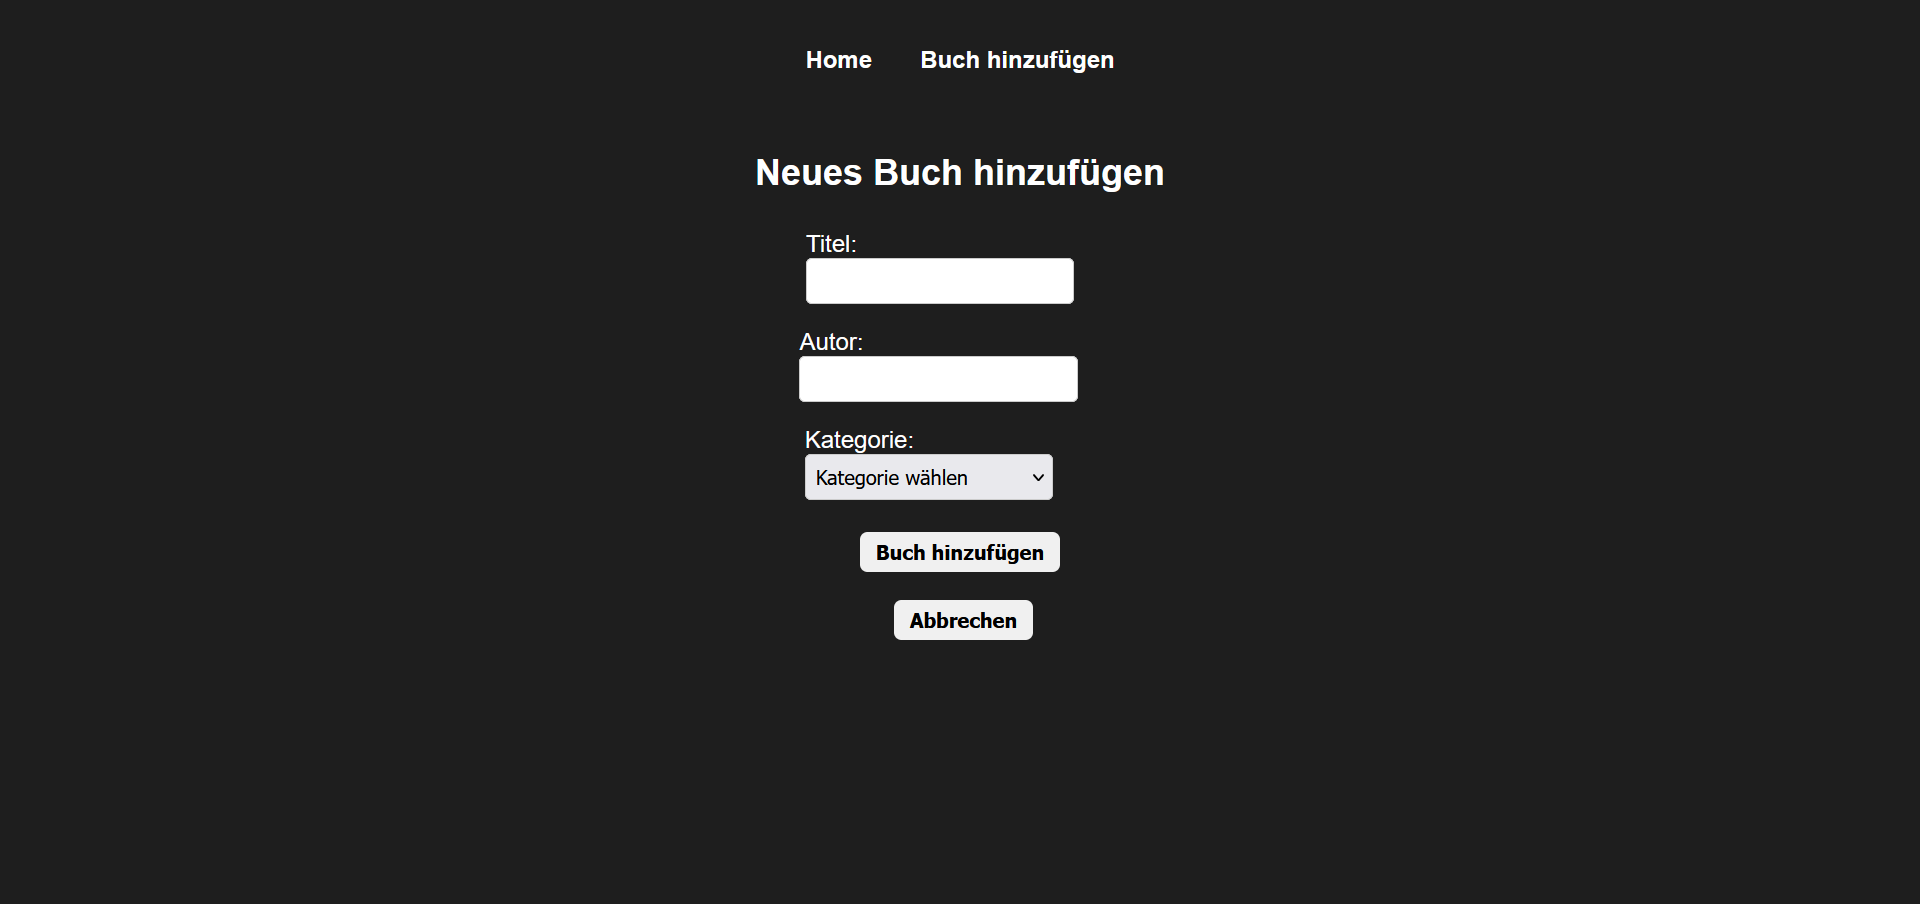 Home Buch hinzufügen
Neues Buch hinzufügen
Titel:
Autor:
Kategorie:
Kategorie wählen
Buch hinzufügen
Abbrechen